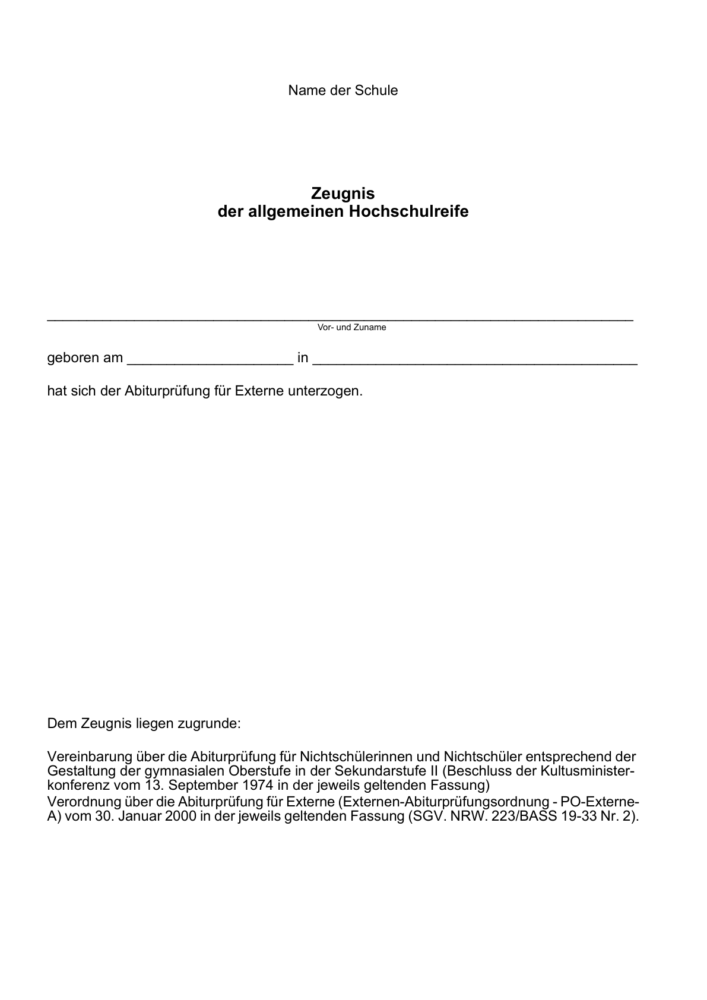 Name der Schule
Zeugnis
der allgemeinen Hochschulreife
Vor- und Zuname
geboren am _____________________ in _________________________________________
hat sich der Abiturprüfung für Externe unterzogen.
Dem Zeugnis liegen zugrunde:
Vereinbarung über die Abiturprüfung für Nichtschülerinnen und Nichtschüler entsprechend der
Gestaltung der gymnasialen Oberstufe in der Sekundarstufe II (Beschluss der Kultusminister-
konferenz vom 13. September 1974 in der jeweils geltenden Fassung)
Verordnung über die Abiturprüfung für Externe (Externen-Abiturprüfungsordnung - PO-Externe-
A) vom 30. Januar 2000 in der jeweils geltenden Fassung (SGV. NRW. 223/BASS 19-33 Nr. 2).